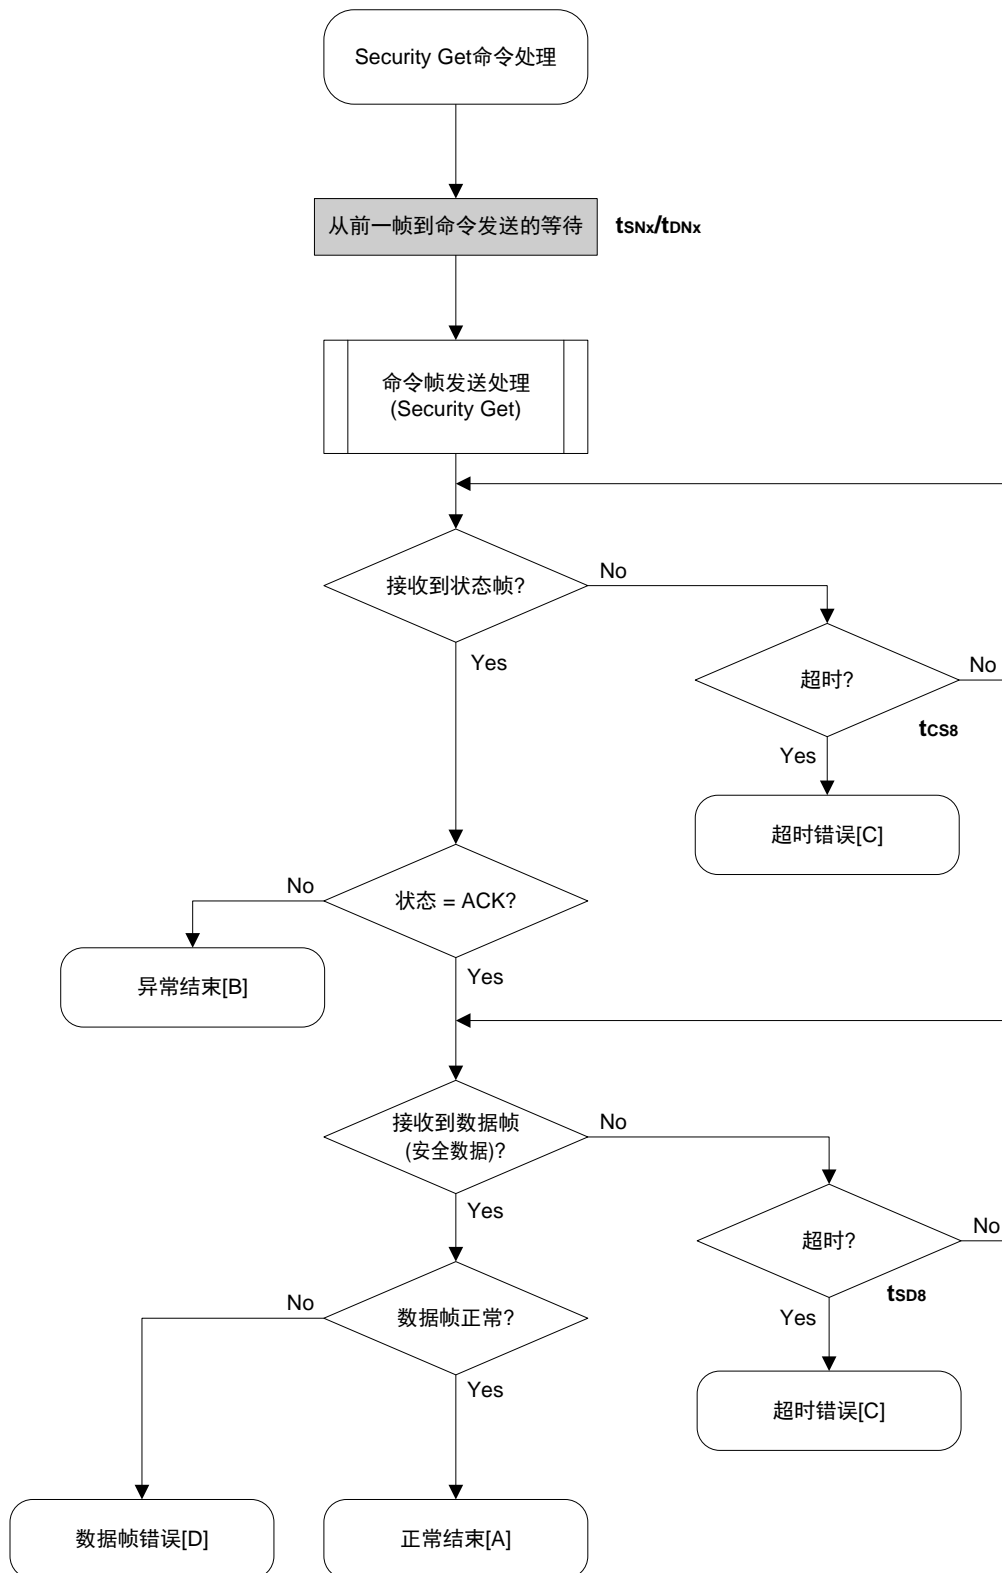 Security Get命令处理
从前一帧到命令发送的等待
tSNx/tDNx
命令帧发送处理
(Security Get)
接收到状态帧?
No
Yes
超时?
No
tCS8
Yes
超时错误[C]
状态 = ACK?
No
异常结束[B]
Yes
接收到数据帧
(安全数据)?
No
Yes
超时?
No
tSD8
Yes
超时错误[C]
数据帧正常?
No
Yes
数据帧错误[D]
正常结束[A]